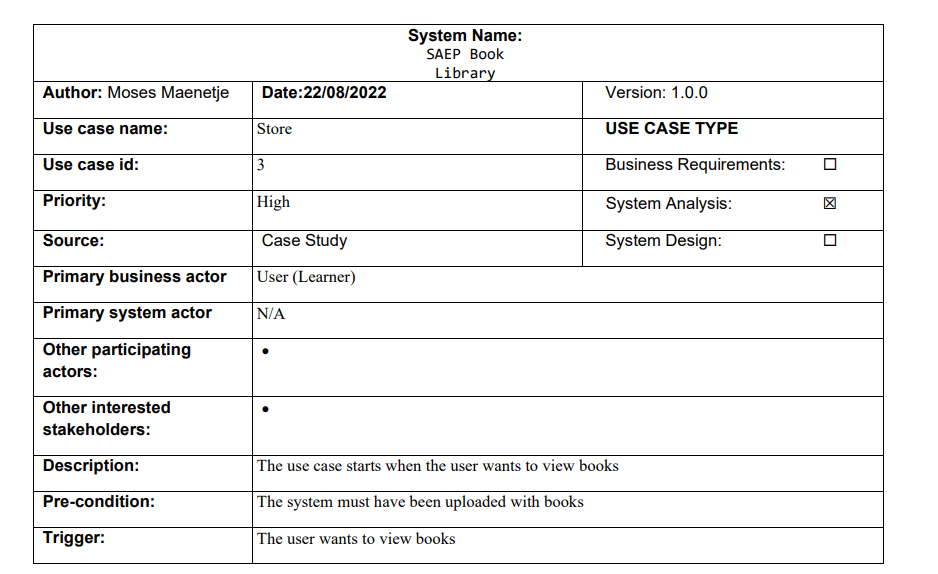 System Name:
SAEP Book
Library
Author: Moses Maenetje Date:22/08/2022 Version: 1.0.0
Use case name: Store USE CASE TYPE
Use case id: 3 Business Requirements: ☐
Priority: High System Analysis: ☒
Source: Case Study System Design: ☐
Primary business actor User (Learner)
Primary system actor N/A
Other participating •
actors:
Other interested •
stakeholders:
Description: The use case starts when the user wants to view books
Pre-condition: The system must have been uploaded with books
Trigger: The user wants to view books